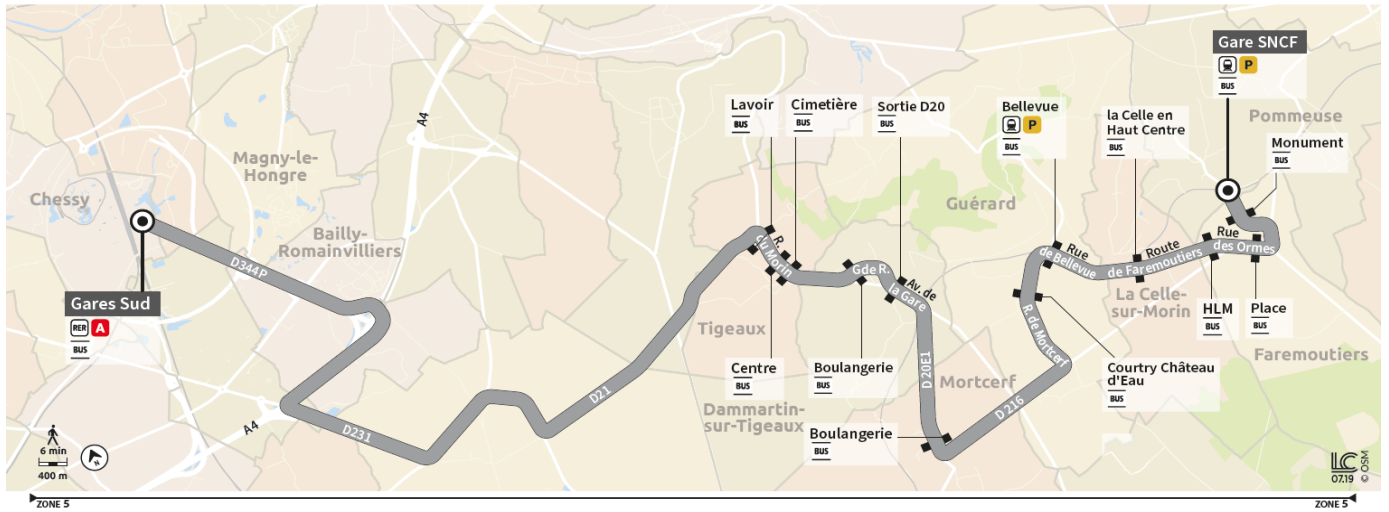 Gare SNCF
P
BUS
Pommeuse
Monument
BUS
Lavoir
BUS
Cimetière
BUS
Sortie D20
BUS
Bellevue
P
BUS
la Celle en
Haut Centre
BUS
A4
Magny-le-
Hongre
Chessy
Bailly-
Romainvilliers
Guérard
D344P
R.
du Morin
Gde R.
Av. de
la Gare
Rue
de Bellevue
Route
de Faremoutiers
Rue
des Ormes
Gares Sud
RER A
BUS
La Celle-
sur-Morin
HLM
BUS
Place
BUS
Tigeaux
R. de Mortcerf
Faremoutiers
Centre
BUS
Boulangerie
BUS
D 20E1
Mortcerf
Courtry Château
d'Eau
BUS
D21
Dammartin-
sur-Tigeaux
D 216
A4
D231
Boulangerie
BUS
6 min
400 m
N
LC
07.19
© OSM
ZONE 5
ZONE 5